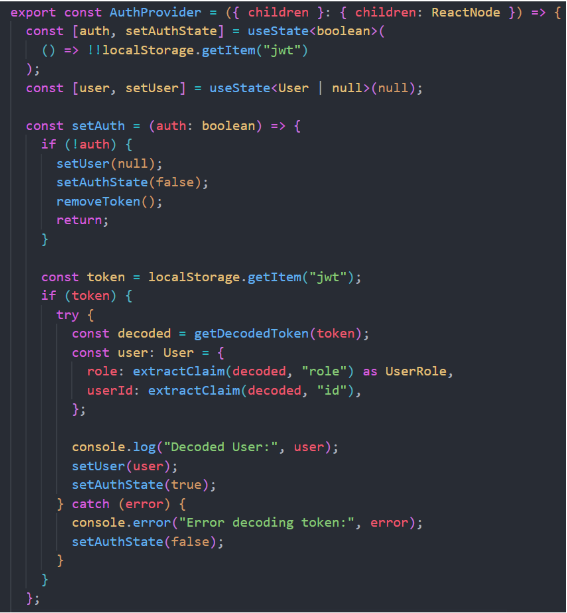 export const AuthProvider = ({ children }: { children: ReactNode }) => {
  const [auth, setAuthState] = useState<boolean>(
    () => !!localStorage.getItem("jwt")
  );
  const [user, setUser] = useState<User | null>(null);

  const setAuth = (auth: boolean) => {
    if (!auth) {
      setUser(null);
      setAuthState(false);
      removeToken();
      return;
    }

    const token = localStorage.getItem("jwt");
    if (token) {
      try {
        const decoded = getDecodedToken(token);
        const user: User = {
          role: extractClaim(decoded, "role") as UserRole,
          userId: extractClaim(decoded, "id"),
        };

        console.log("Decoded User:", user);
        setUser(user);
        setAuthState(true);
      } catch (error) {
        console.error("Error decoding token:", error);
        setAuthState(false);
      }
    }
  };